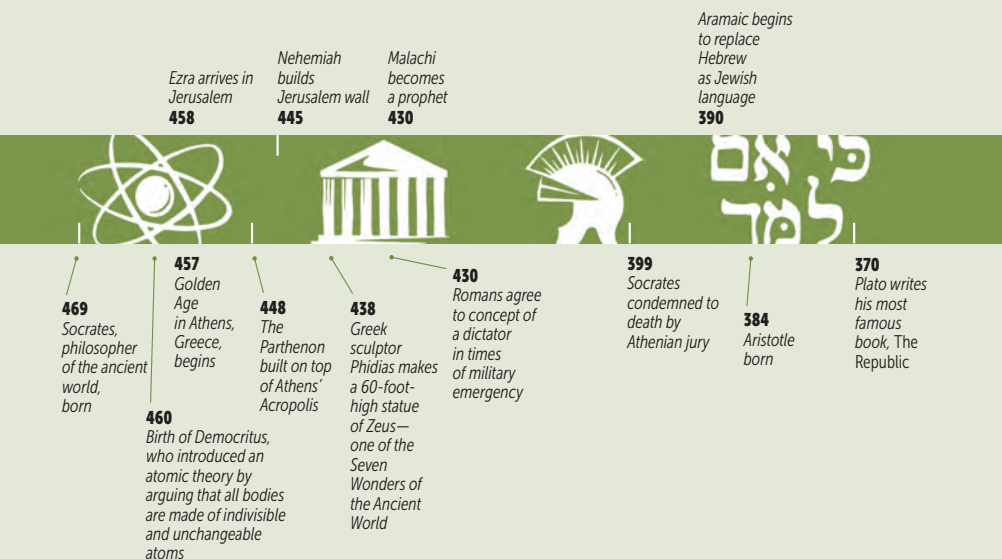 Ezra arrives in
Jerusalem
458
Nehemiah
builds
Jerusalem wall
445
Malachi
becomes
a prophet
430
Aramaic begins
to replace
Hebrew
as Jewish
language
390
כי אם
למד
469
Socrates,
philosopher
of the ancient
world,
born
460
Birth of Democritus,
who introduced an
atomic theory by
arguing that all bodies
are made of indivisible
and unchangeable
atoms
457
Golden
Age
in Athens,
Greece,
begins
448
The
Parthenon
built on top
of Athens’
Acropolis
438
Greek
sculptor
Phidias makes
a 60-foot-
high statue
of Zeus—
one of the
Seven
Wonders of
the Ancient
World
430
Romans agree
to concept of
a dictator
in times
of military
emergency
399
Socrates
condemned to
death by
Athenian jury
384
Aristotle
born
370
Plato writes
his most
famous
book, The
Republic